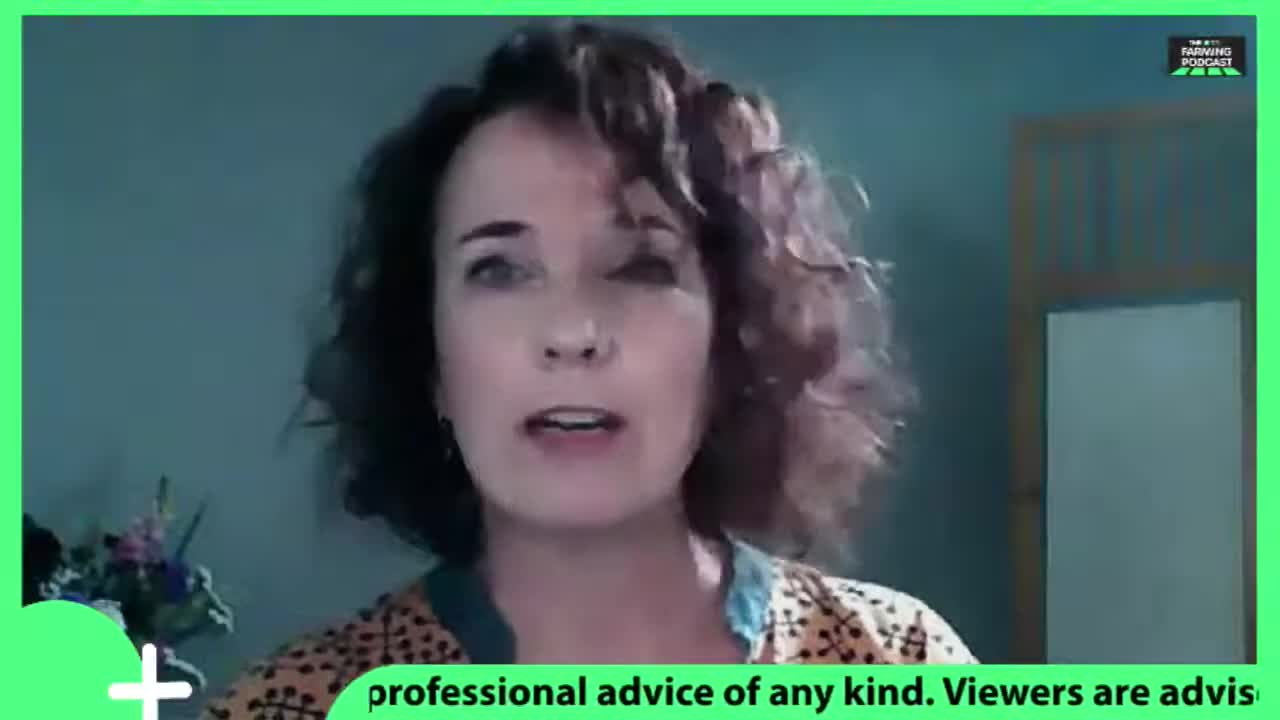 FARMING
PODCAST
professional advice of any kind. Viewers are advis